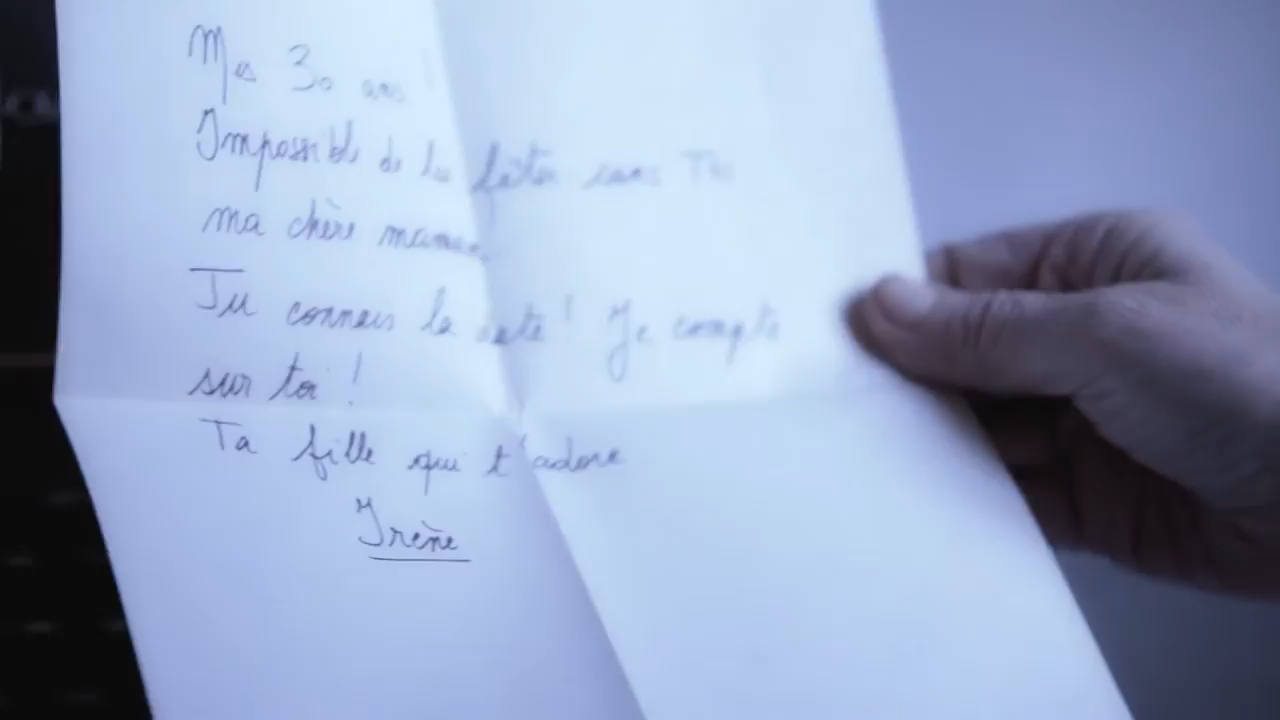 Mes 30 ans !
Impossible de les fêter sans Toi
ma chère maman!
Tu connais la date ! Je compte
sur toi !
Ta fille qui t'adore
Irène